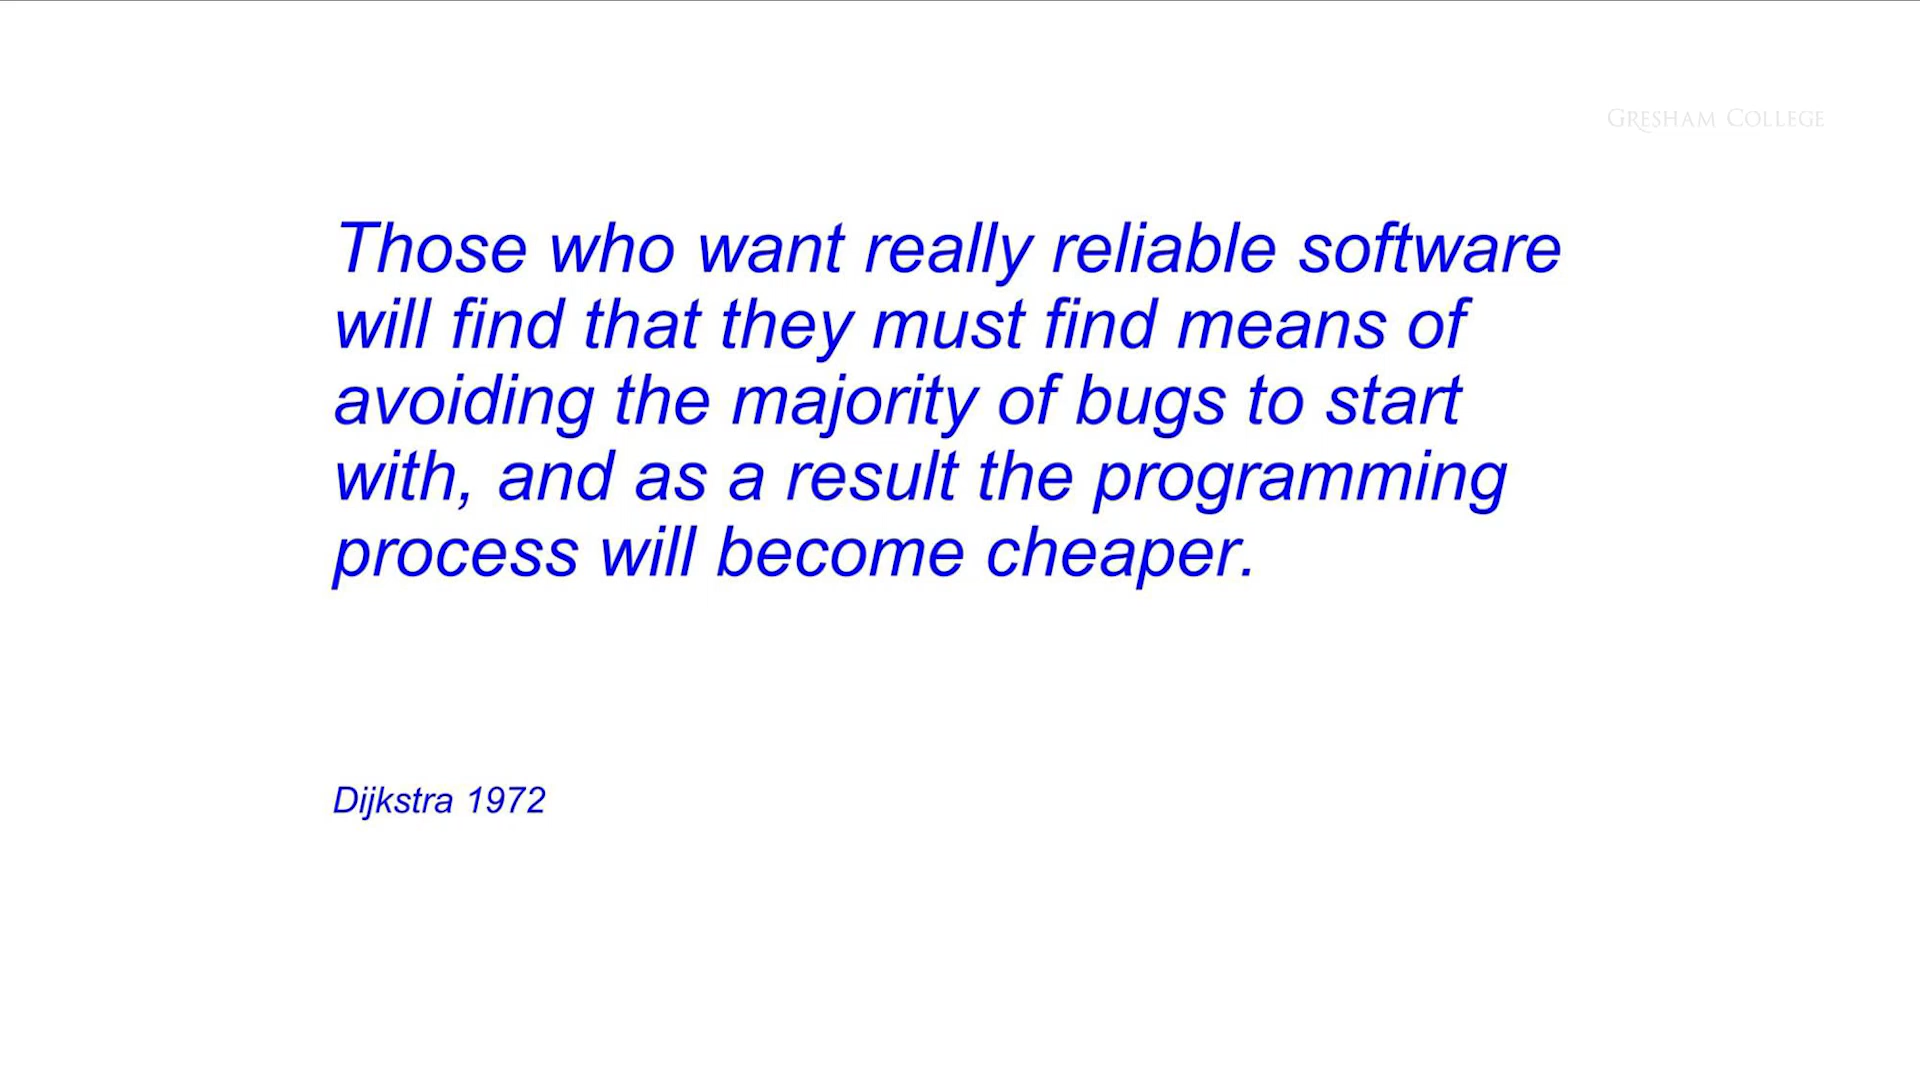 GRESHAM COLLEGE
Those who want really reliable software
will find that they must find means of
avoiding the majority of bugs to start
with, and as a result the programming
process will become cheaper.
Dijkstra 1972